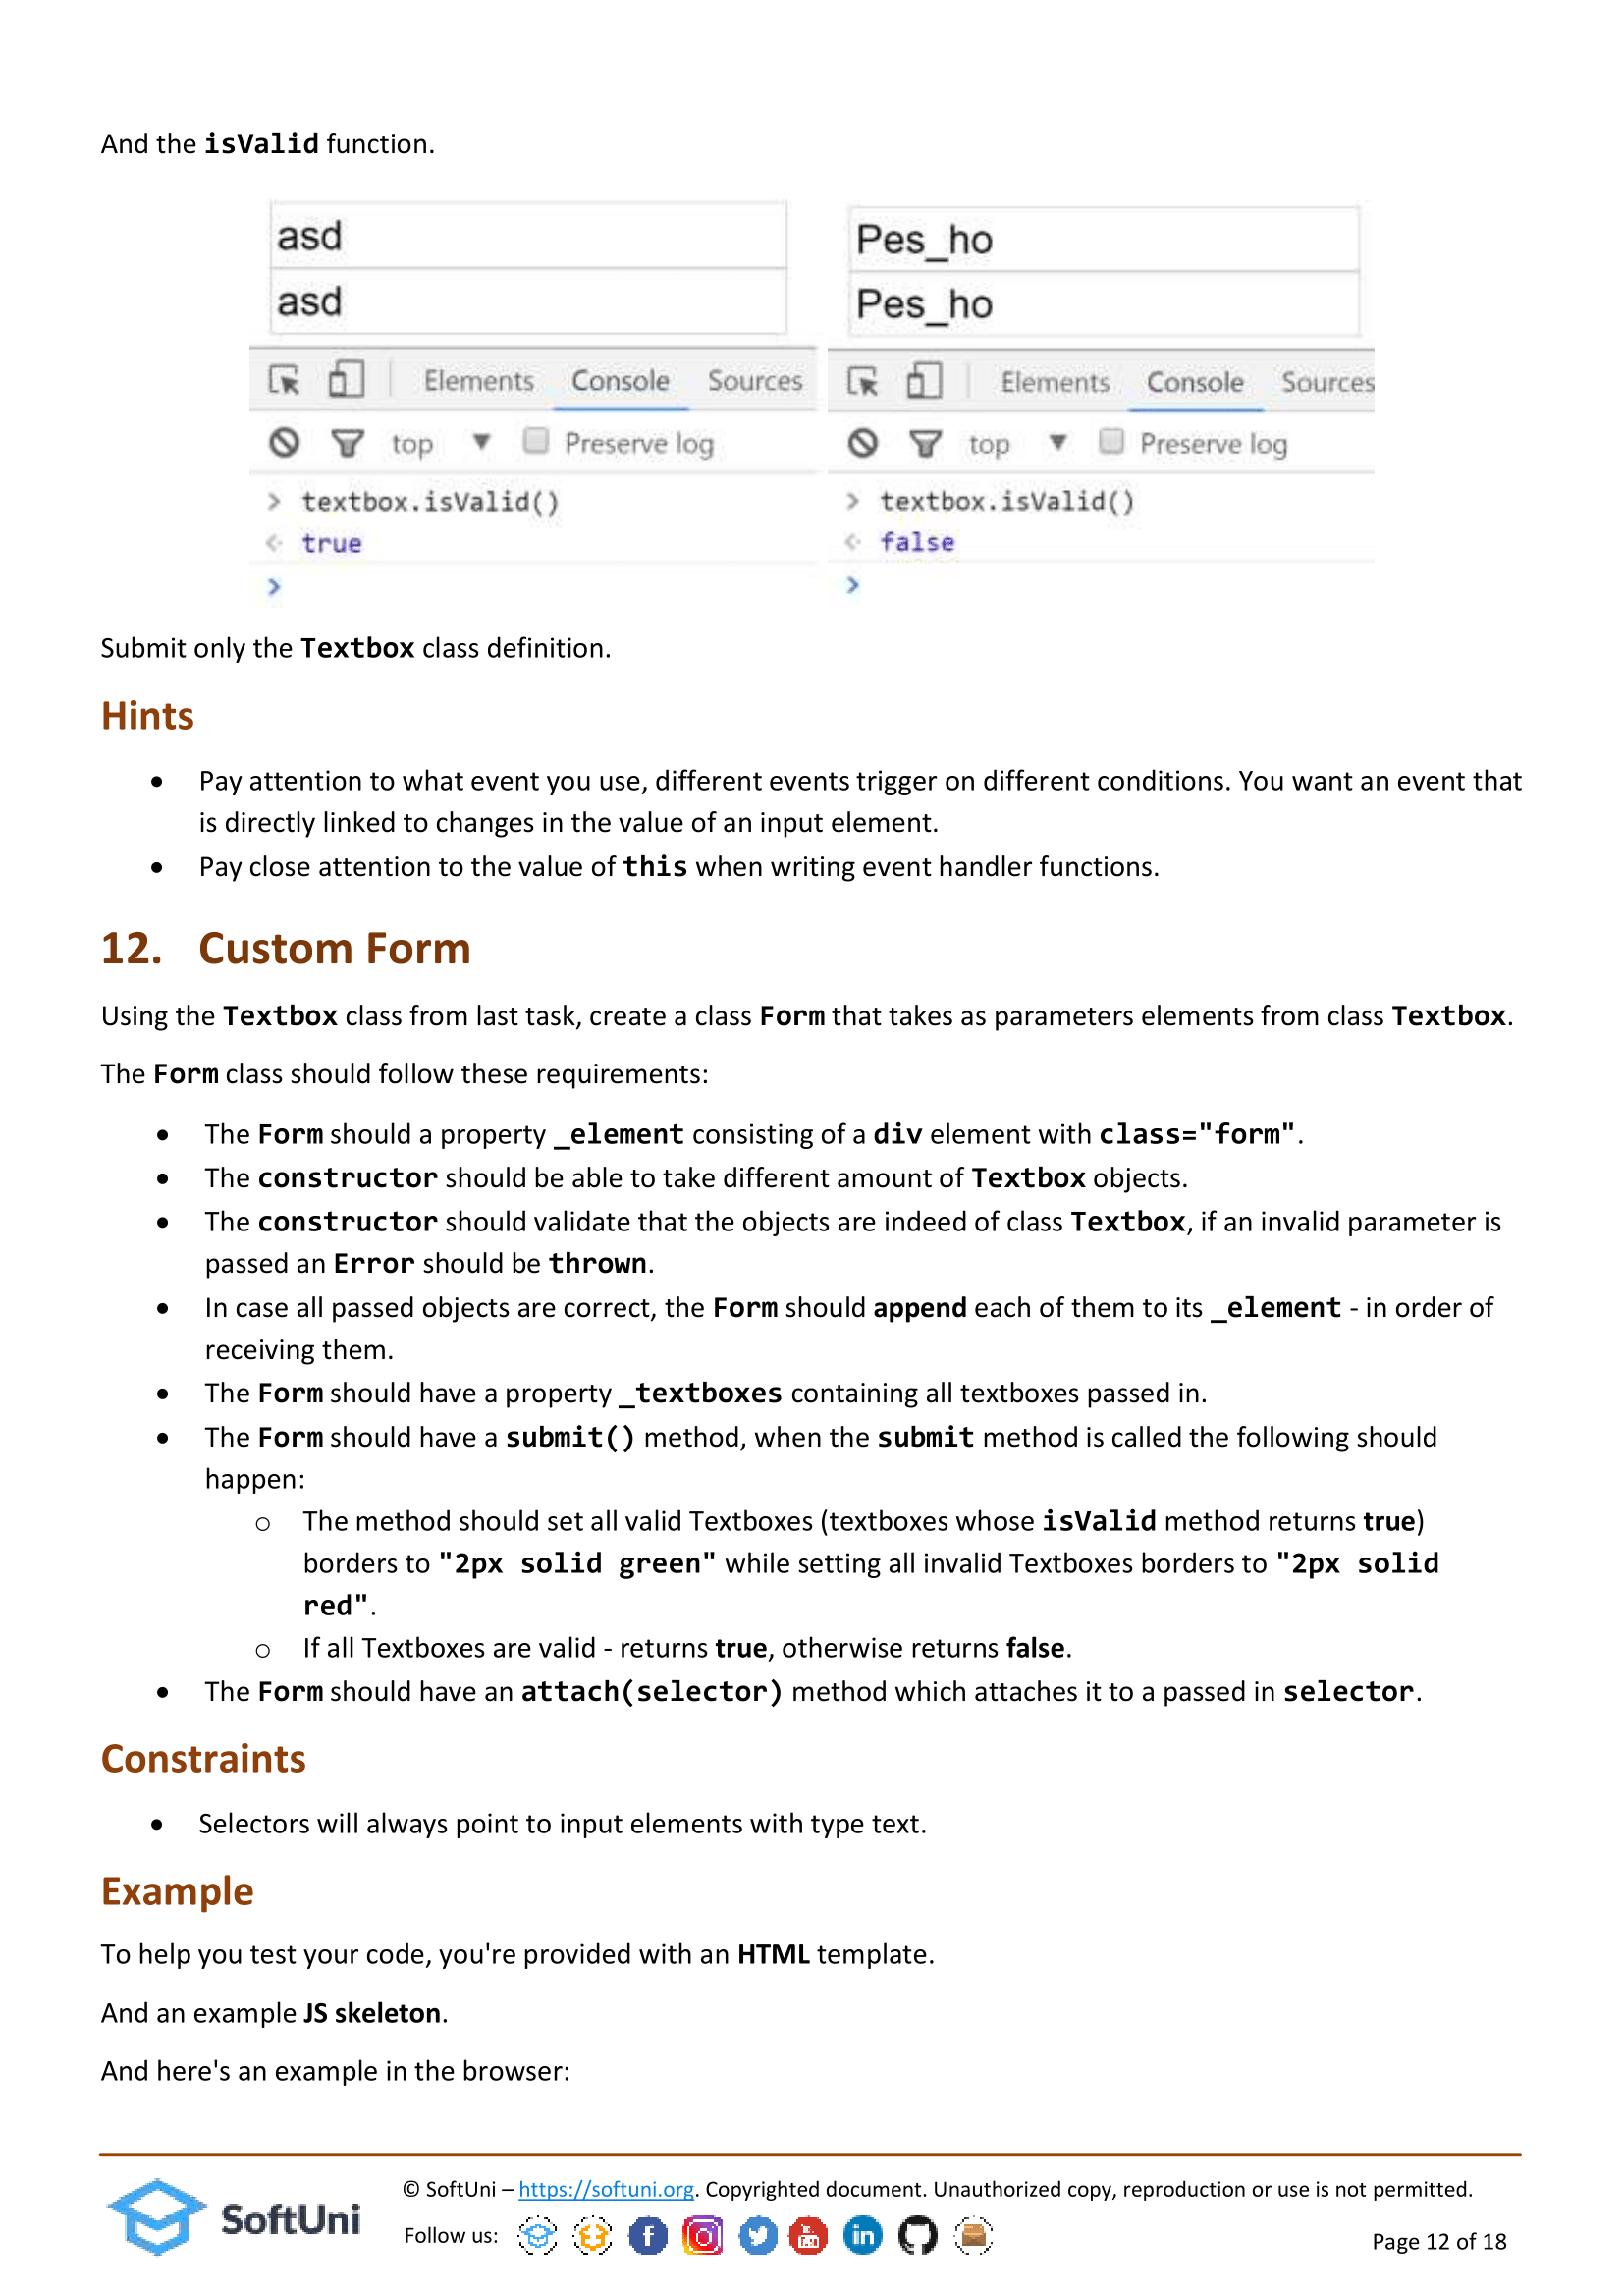 And the isValid function.
asd
asd
Elements Console Sources
top ▼ Preserve log
> textbox.isValid()
true
>
Pes_ho
Pes_ho
Elements Console Sources
top ▼ Preserve log
> textbox.isValid()
false
>
Submit only the Textbox class definition.
Hints
• Pay attention to what event you use, different events trigger on different conditions. You want an event that
is directly linked to changes in the value of an input element.
• Pay close attention to the value of this when writing event handler functions.
12. Custom Form
Using the Textbox class from last task, create a class Form that takes as parameters elements from class Textbox.
The Form class should follow these requirements:
• The Form should a property _element consisting of a div element with class="form".
• The constructor should be able to take different amount of Textbox objects.
• The constructor should validate that the objects are indeed of class Textbox, if an invalid parameter is
passed an Error should be thrown.
• In case all passed objects are correct, the Form should append each of them to its _element - in order of
receiving them.
• The Form should have a property _textboxes containing all textboxes passed in.
• The Form should have a submit() method, when the submit method is called the following should
happen:
o The method should set all valid Textboxes (textboxes whose isValid method returns true)
borders to "2px solid green" while setting all invalid Textboxes borders to "2px solid
red".
o If all Textboxes are valid - returns true, otherwise returns false.
• The Form should have an attach(selector) method which attaches it to a passed in selector.
Constraints
• Selectors will always point to input elements with type text.
Example
To help you test your code, you're provided with an HTML template.
And an example JS skeleton.
And here's an example in the browser:
SoftUni
© SoftUni – https://softuni.org. Copyrighted document. Unauthorized copy, reproduction or use is not permitted.
Follow us:
Page 12 of 18